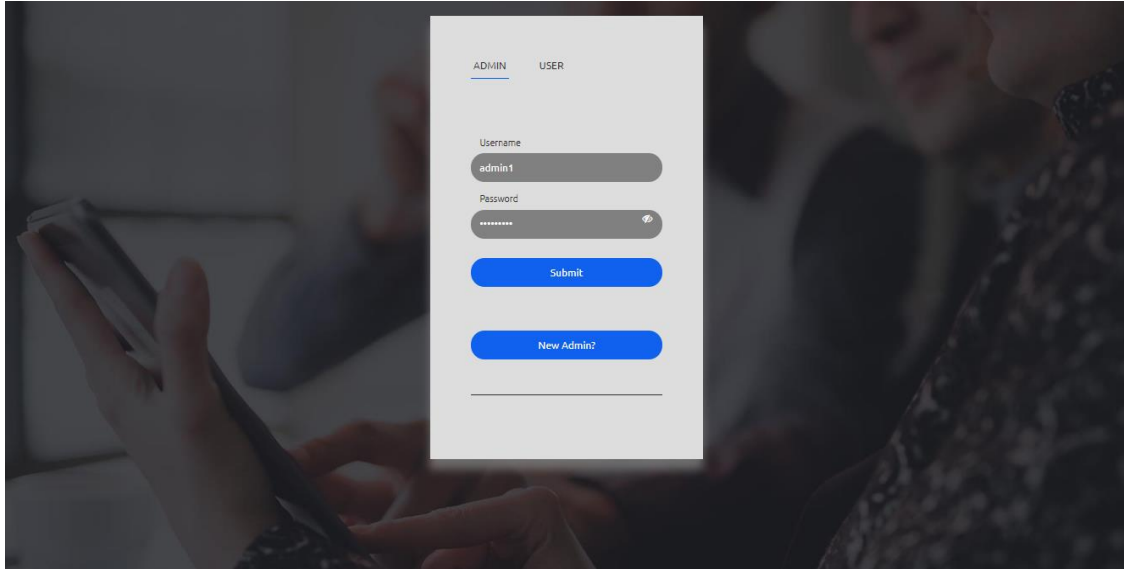 ADMIN USER
Username
admin1
Password
•••••••••
Submit
New Admin?